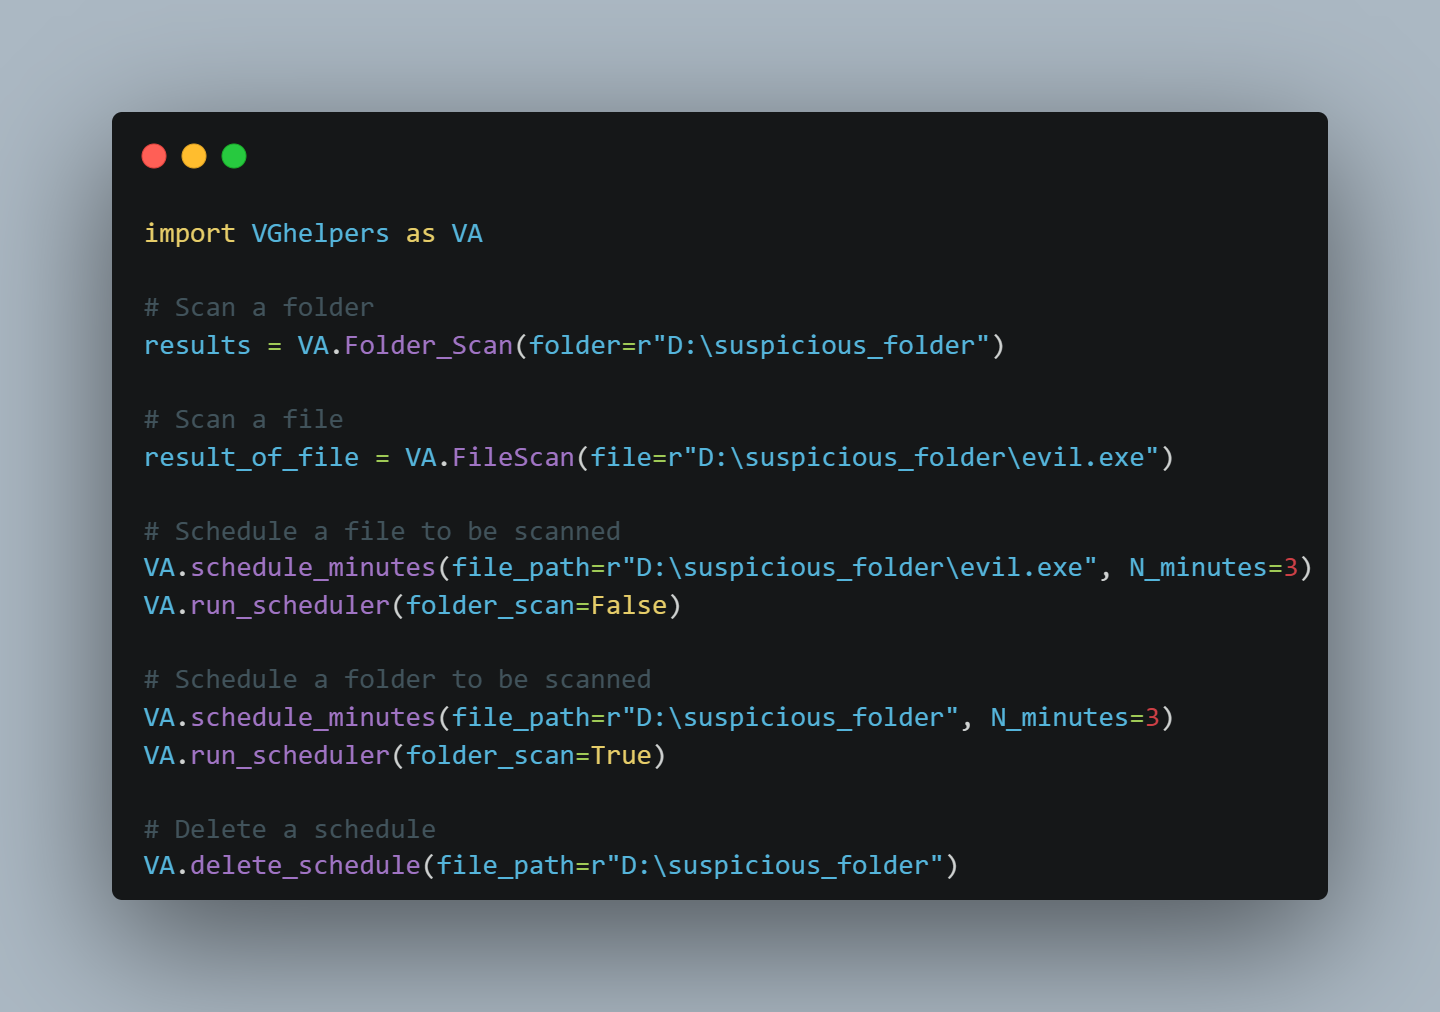 import VGhelpers as VA
# Scan a folder
results = VA.Folder_Scan(folder=r"D:\suspicious_folder")
# Scan a file
result_of_file = VA.FileScan(file=r"D:\suspicious_folder\evil.exe")
# Schedule a file to be scanned
VA.schedule_minutes(file_path=r"D:\suspicious_folder\evil.exe", N_minutes=3)
VA.run_scheduler(folder_scan=False)
# Schedule a folder to be scanned
VA.schedule_minutes(file_path=r"D:\suspicious_folder", N_minutes=3)
VA.run_scheduler(folder_scan=True)
# Delete a schedule
VA.delete_schedule(file_path=r"D:\suspicious_folder")